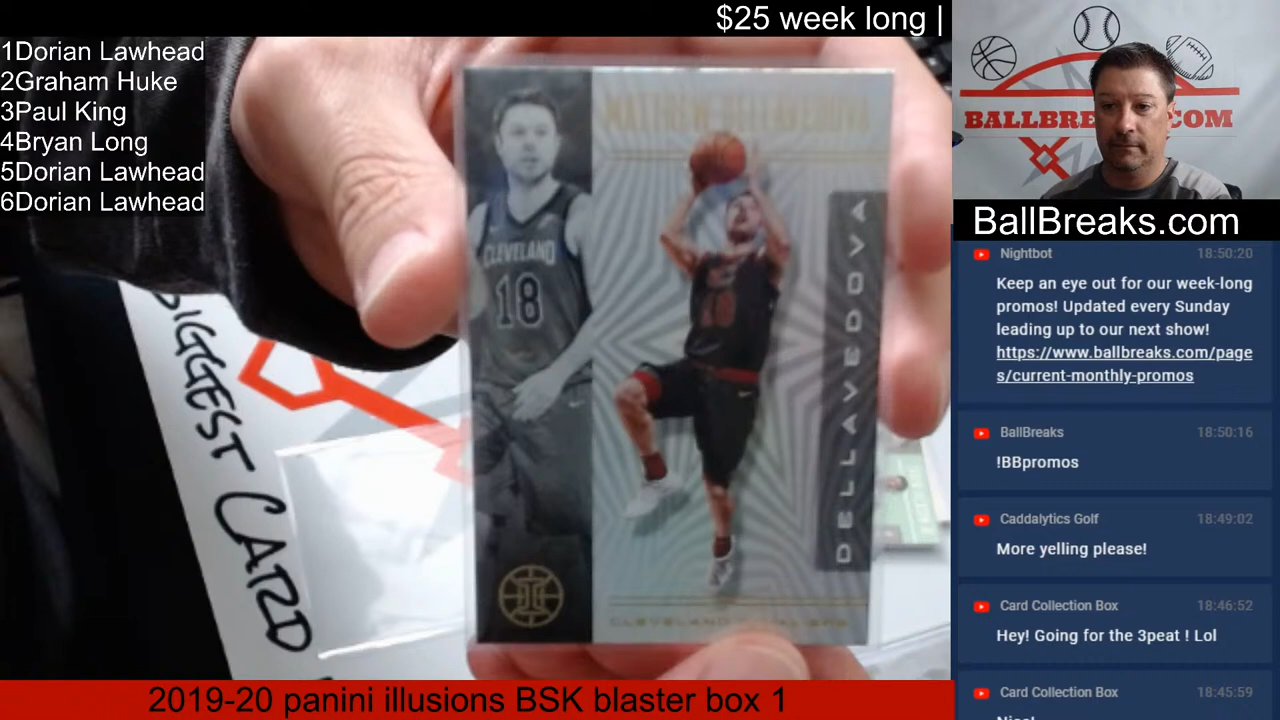 $25 week long |
1Dorian Lawhead
2Graham Huke
3Paul King
4Bryan Long
5Dorian Lawhead
6Dorian Lawhead
BIGGEST CARD
MATTHEW DELLAVEDOVA
CLEVELAND
18
DELLAVEDOVA
CLEVELAND CAVALIERS
2019-20 panini illusions BSK blaster box 1
BallBreaks.com
Nightbot 18:50:20
Keep an eye out for our week-long
promos! Updated every Sunday
leading up to our next show!
https://www.ballbreaks.com/page
s/current-monthly-promos
BallBreaks 18:50:16
!BBpromos
Caddalytics Golf 18:49:02
More yelling please!
Card Collection Box 18:46:52
Hey! Going for the 3peat ! Lol
Card Collection Box 18:45:59